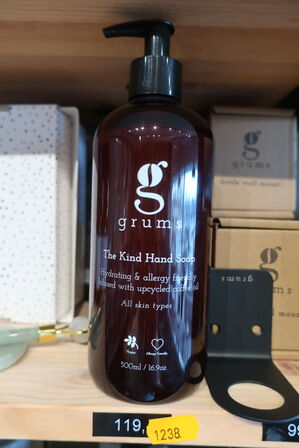 grums
The Kind Hand Soap
Hydrating & allergy friendly
infused with upcycled coffee oil
All skin types
Vegan
Allergy Friendly
500ml / 16.9oz
119,
1238
grums
grums